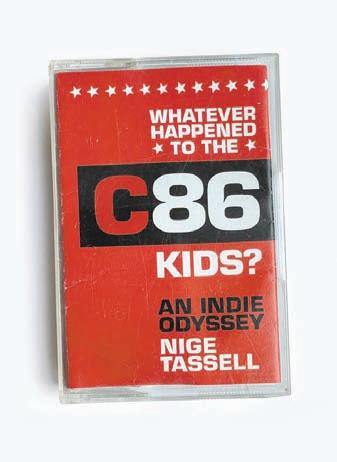 WHATEVER
HAPPENED
TO THE
C86
KIDS?
AN INDIE
ODYSSEY
NIGE
TASSELL